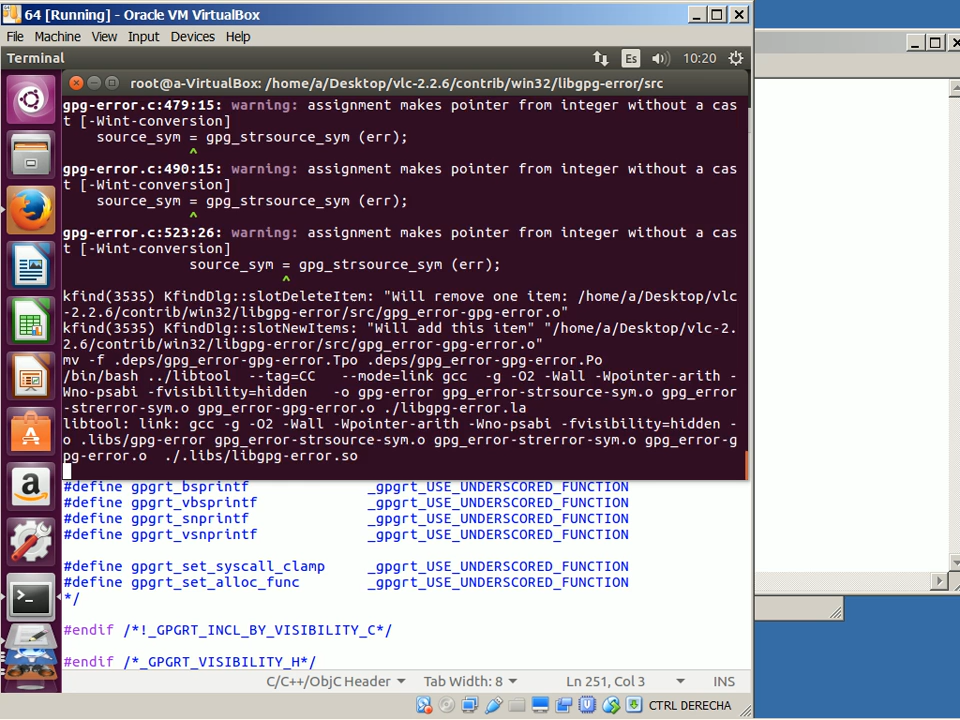 64 [Running] - Oracle VM VirtualBox
File Machine View Input Devices Help
Terminal
Es
10:20
root@a-VirtualBox: /home/a/Desktop/vlc-2.2.6/contrib/win32/libgpg-error/src
gpg-error.c:479:15: warning: assignment makes pointer from integer without a cas
t [-Wint-conversion]
source_sym = gpg_strsource_sym (err);
^
gpg-error.c:490:15: warning: assignment makes pointer from integer without a cas
t [-Wint-conversion]
source_sym = gpg_strsource_sym (err);
^
gpg-error.c:523:26: warning: assignment makes pointer from integer without a cas
t [-Wint-conversion]
source_sym = gpg_strsource_sym (err);
^
kfind(3535) KfindDlg::slotDeleteItem: "Will remove one item: /home/a/Desktop/vlc
-2.2.6/contrib/win32/libgpg-error/src/gpg_error-gpg-error.o"
kfind(3535) KfindDlg::slotNewItems: "Will add this item" "/home/a/Desktop/vlc-2.
2.6/contrib/win32/libgpg-error/src/gpg_error-gpg-error.o"
mv -f .deps/gpg_error-gpg-error.Tpo .deps/gpg_error-gpg-error.Po
/bin/bash ../libtool --tag=CC --mode=link gcc -g -O2 -Wall -Wpointer-arith -
Wno-psabi -fvisibility=hidden -o gpg-error gpg_error-strsource-sym.o gpg_error
-strerror-sym.o gpg_error-gpg-error.o ./libgpg-error.la
libtool: link: gcc -g -O2 -Wall -Wpointer-arith -Wno-psabi -fvisibility=hidden -
o .libs/gpg-error gpg_error-strsource-sym.o gpg_error-strerror-sym.o gpg_error-g
pg-error.o ./.libs/libgpg-error.so
#define gpgrt_bsprintf _gpgrt_USE_UNDERSCORED_FUNCTION
#define gpgrt_vbsprintf _gpgrt_USE_UNDERSCORED_FUNCTION
#define gpgrt_snprintf _gpgrt_USE_UNDERSCORED_FUNCTION
#define gpgrt_vsnprintf _gpgrt_USE_UNDERSCORED_FUNCTION
#define gpgrt_set_syscall_clamp _gpgrt_USE_UNDERSCORED_FUNCTION
#define gpgrt_set_alloc_func _gpgrt_USE_UNDERSCORED_FUNCTION
*/
#endif /*!_GPGRT_INCL_BY_VISIBILITY_C*/
#endif /*_GPGRT_VISIBILITY_H*/
C/C++/ObjC Header Tab Width: 8 Ln 251, Col 3 INS
CTRL DERECHA